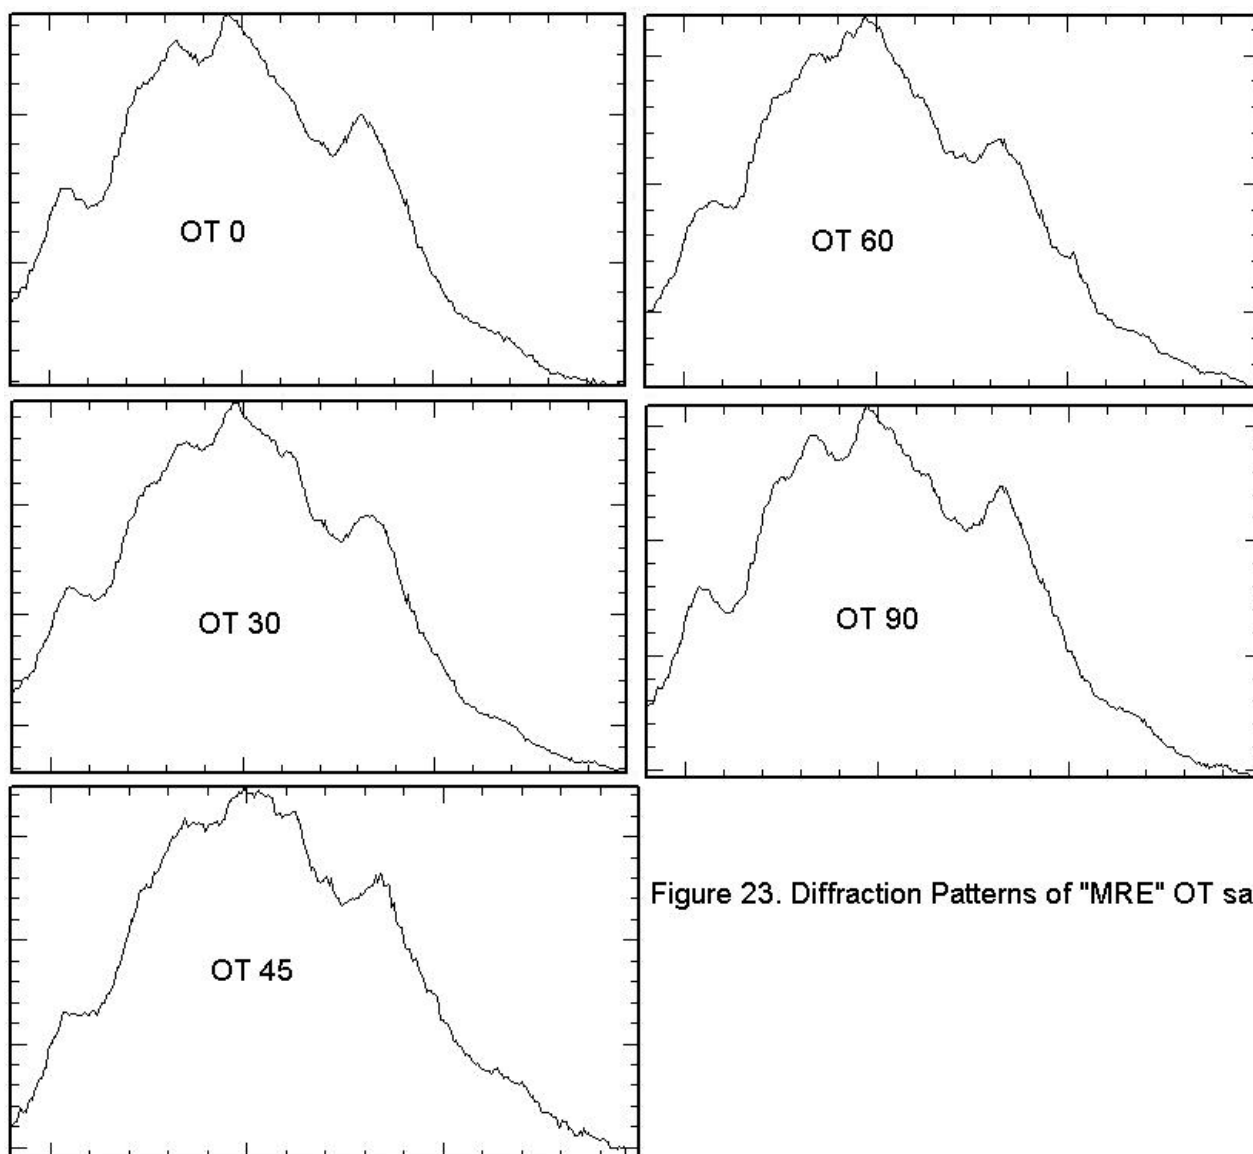 OT 0
OT 60
OT 30
OT 90
OT 45
Figure 23. Diffraction Patterns of "MRE" OT sa